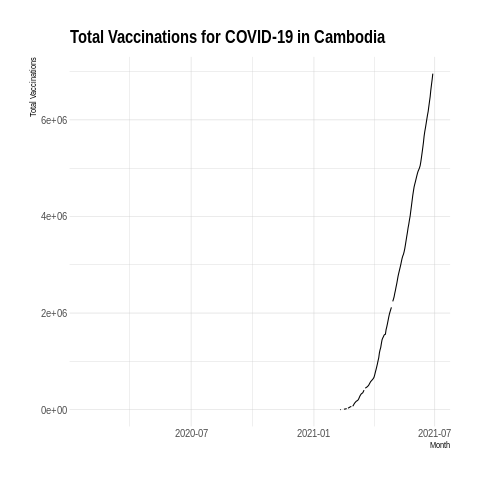 Total Vaccinations for COVID-19 in Cambodia
Total Vaccinations
6e+06
4e+06
2e+06
0e+00
2020-07 2021-01 2021-07
Month